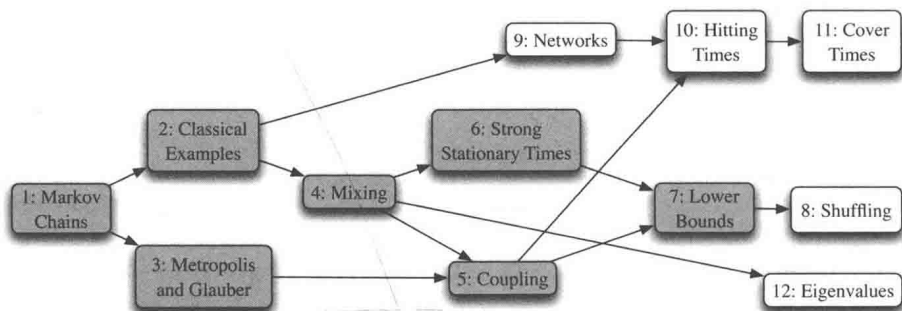 1: Markov
Chains
2: Classical
Examples
3: Metropolis
and Glauber
4: Mixing
5: Coupling
6: Strong
Stationary Times
7: Lower
Bounds
8: Shuffling
9: Networks
10: Hitting
Times
11: Cover
Times
12: Eigenvalues